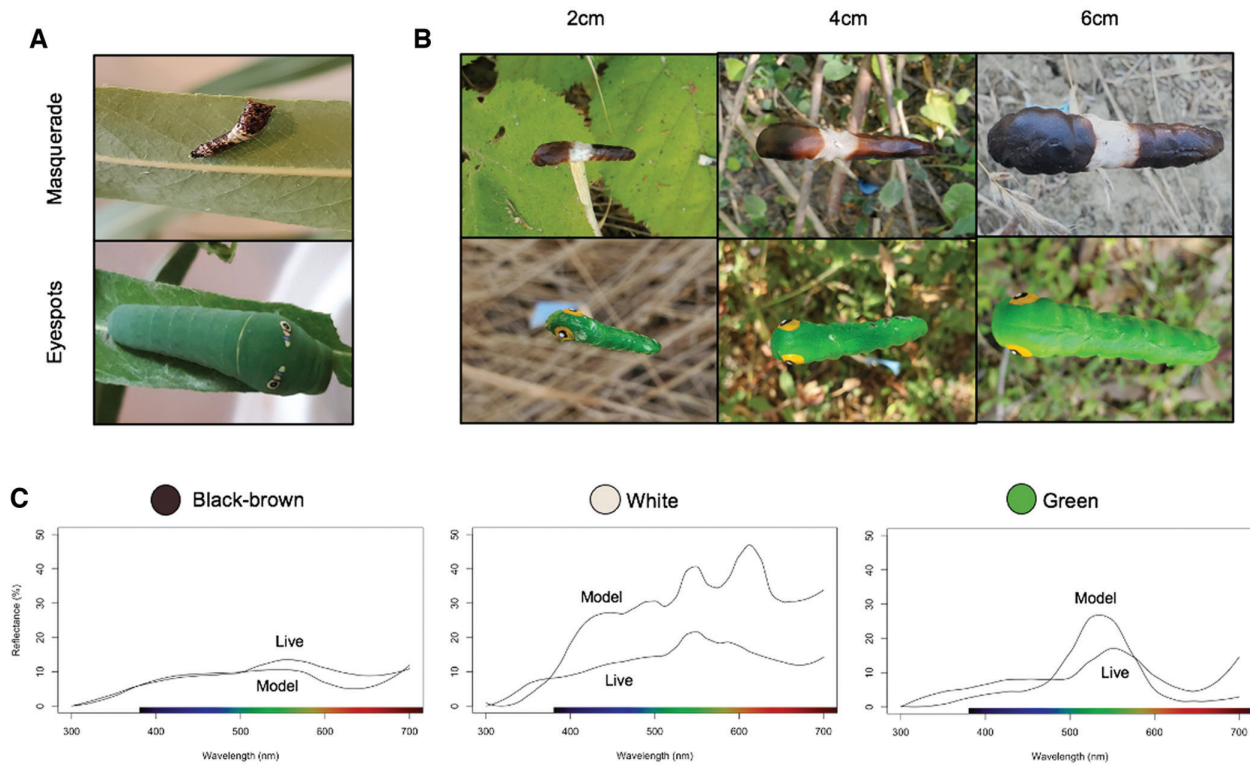 2cm 4cm 6cm
A B
Masquerade
Eyespots
C
Black-brown White Green
50
40
30
20
10
0
Reflectance (%)
Live
Model
300 400 500 600 700
Wavelength (nm)
50
40
30
20
10
0
Model
Live
300 400 500 600 700
Wavelength (nm)
50
40
30
20
10
0
Model
Live
300 400 500 600 700
Wavelength (nm)